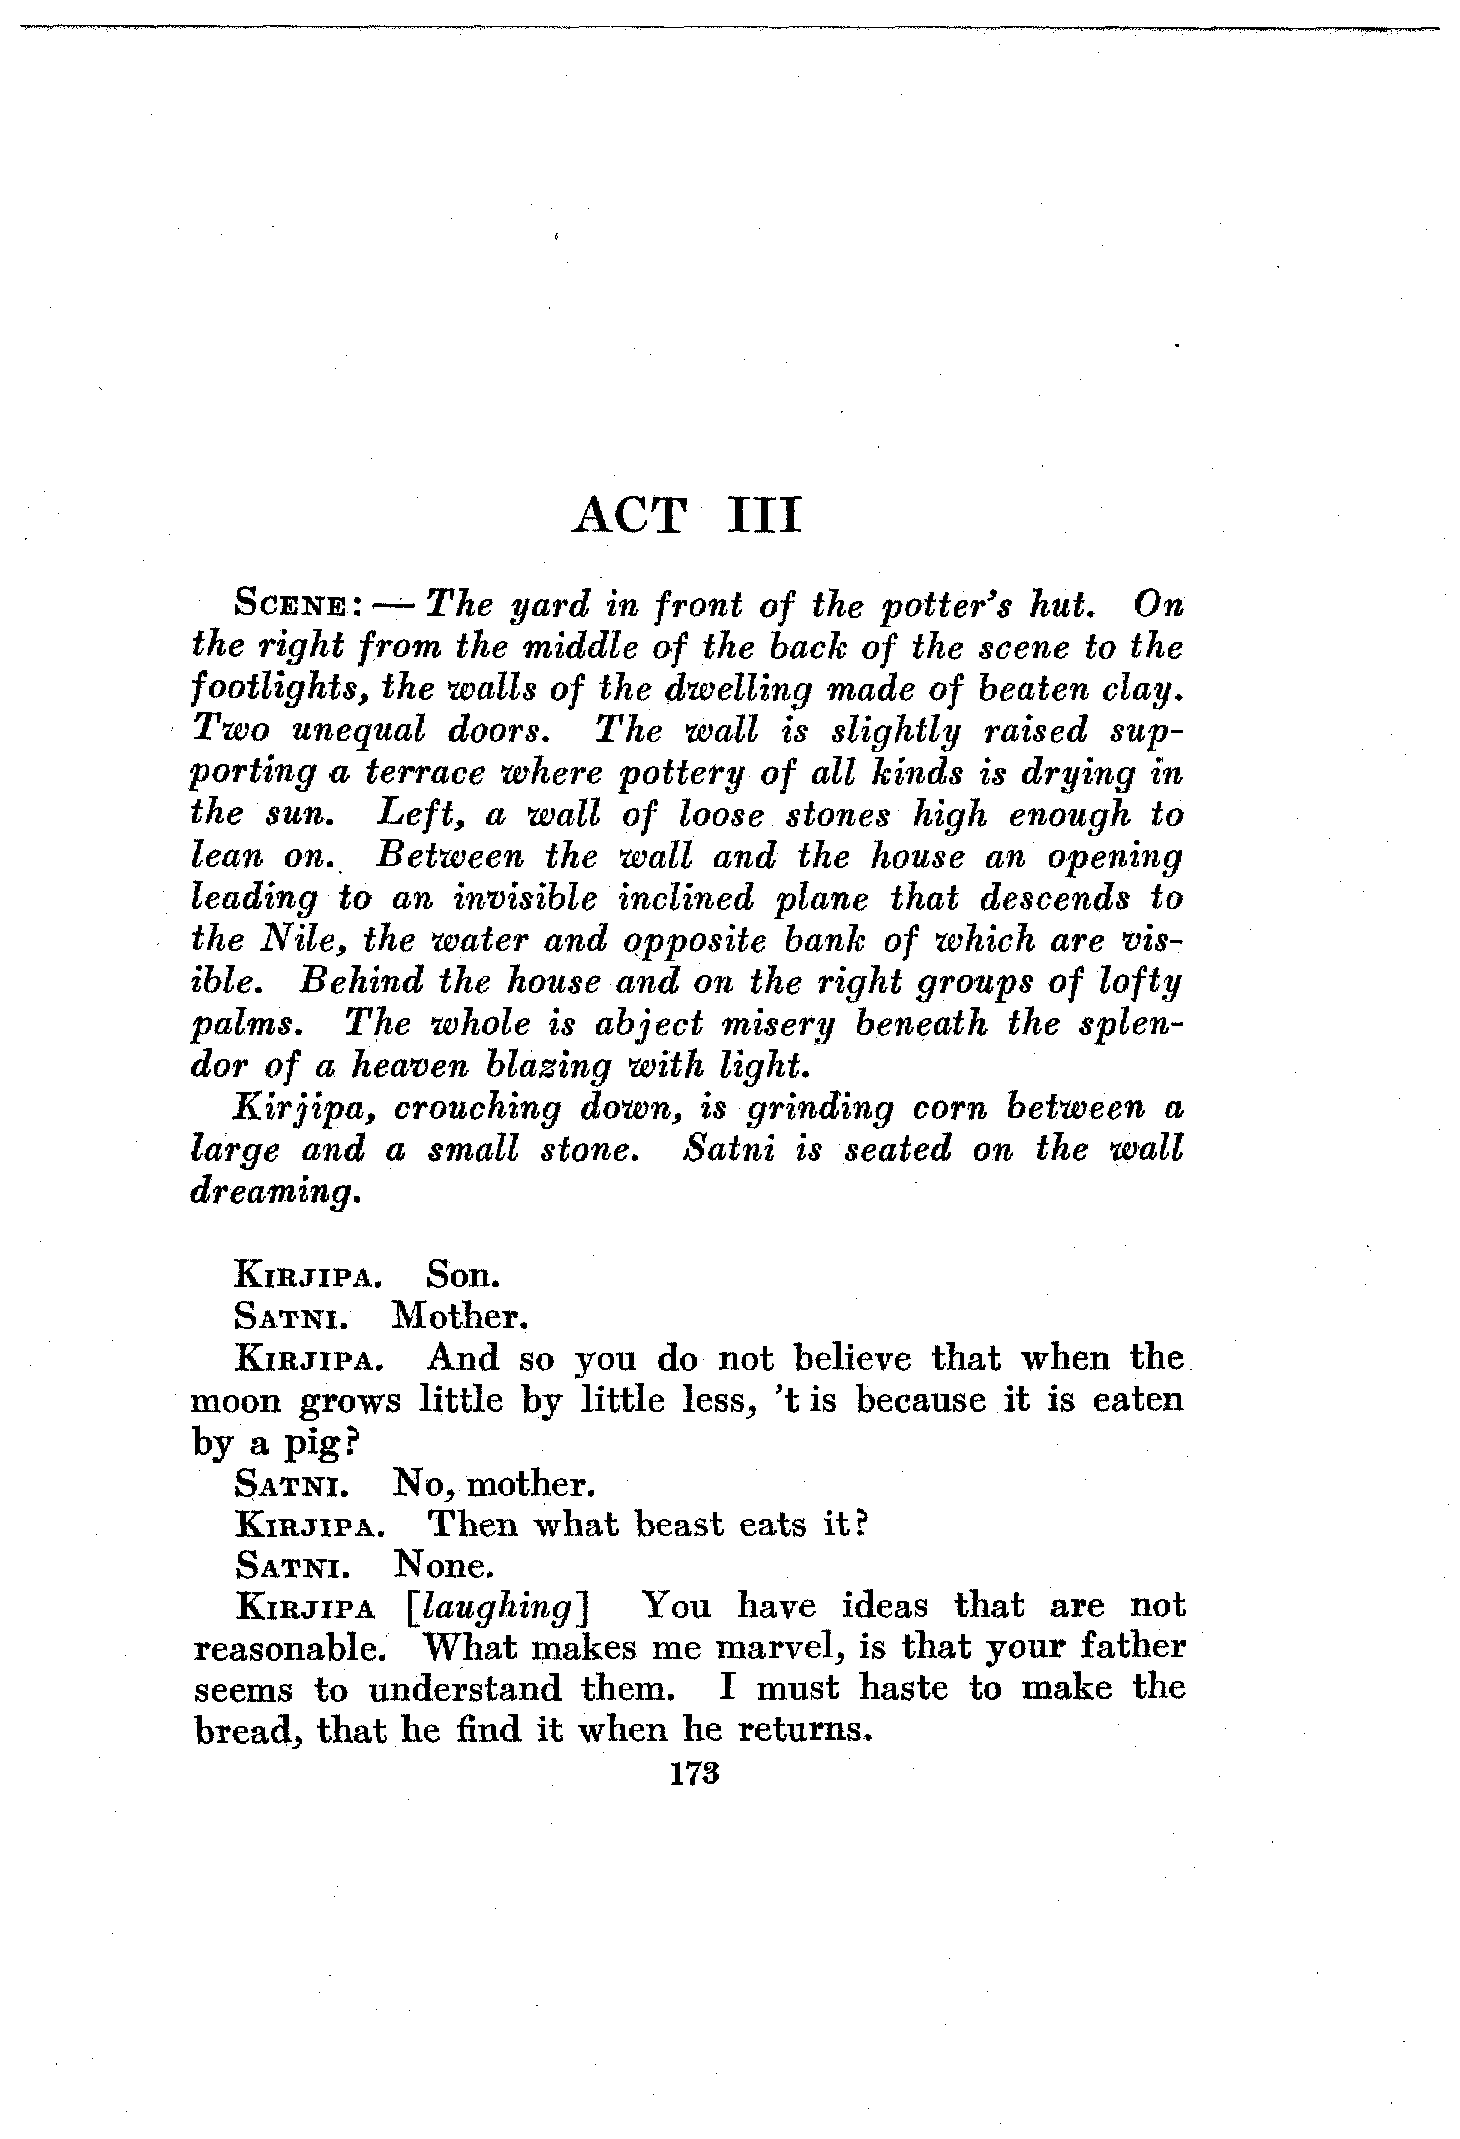 ACT III
SCENE: — The yard in front of the potter's hut. On
the right from the middle of the back of the scene to the
footlights, the walls of the dwelling made of beaten clay.
Two unequal doors. The wall is slightly raised sup-
porting a terrace where pottery of all kinds is drying in
the sun. Left, a wall of loose stones high enough to
lean on. Between the wall and the house an opening
leading to an invisible inclined plane that descends to
the Nile, the water and opposite bank of which are vis-
ible. Behind the house and on the right groups of lofty
palms. The whole is abject misery beneath the splen-
dor of a heaven blazing with light.
Kirjipa, crouching down, is grinding corn between a
large and a small stone. Satni is seated on the wall
dreaming.
KIRJIPA. Son.
SATNI. Mother.
KIRJIPA. And so you do not believe that when the
moon grows little by little less, 't is because it is eaten
by a pig?
SATNI. No, mother.
KIRJIPA. Then what beast eats it?
SATNI. None.
KIRJIPA [laughing] You have ideas that are not
reasonable. What makes me marvel, is that your father
seems to understand them. I must haste to make the
bread, that he find it when he returns.
173